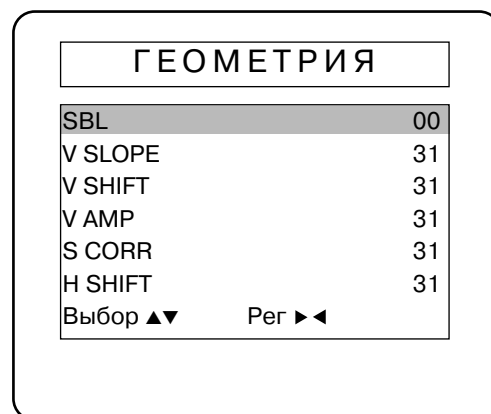 ГЕОМЕТРИЯ
SBL 00
V SLOPE 31
V SHIFT 31
V AMP 31
S CORR 31
H SHIFT 31
Выбор ▲▼ Рег ►◄